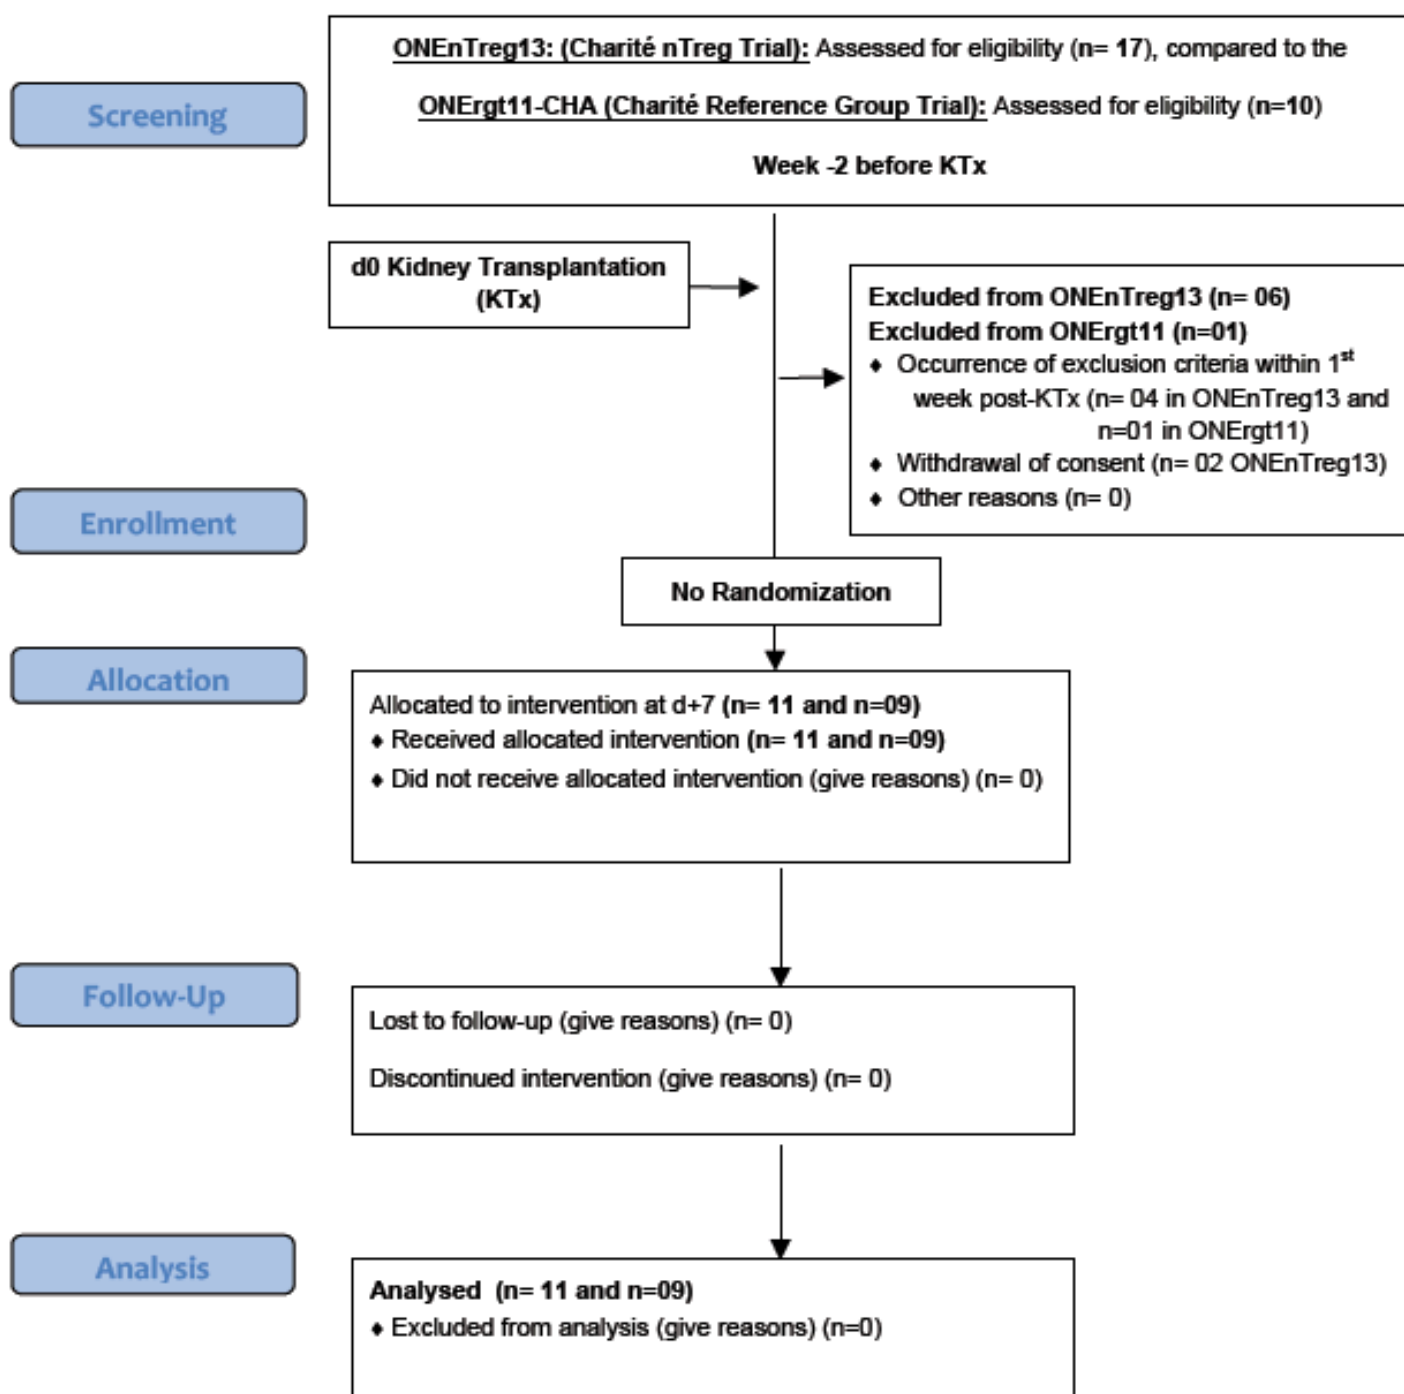 ONEnTreg13: (Charité nTreg Trial): Assessed for eligibility (n= 17), compared to the
ONErgt11-CHA (Charité Reference Group Trial): Assessed for eligibility (n=10)
Week -2 before KTx
Screening
d0 Kidney Transplantation
(KTx)
Excluded from ONEnTreg13 (n= 06)
Excluded from ONErgt11 (n=01)
♦ Occurrence of exclusion criteria within 1st
week post-KTx (n= 04 in ONEnTreg13 and
n=01 in ONErgt11)
♦ Withdrawal of consent (n= 02 ONEnTreg13)
♦ Other reasons (n= 0)
Enrollment
No Randomization
Allocation
Allocated to intervention at d+7 (n= 11 and n=09)
♦ Received allocated intervention (n= 11 and n=09)
♦ Did not receive allocated intervention (give reasons) (n= 0)
Follow-Up
Lost to follow-up (give reasons) (n= 0)
Discontinued intervention (give reasons) (n= 0)
Analysis
Analysed (n= 11 and n=09)
♦ Excluded from analysis (give reasons) (n=0)